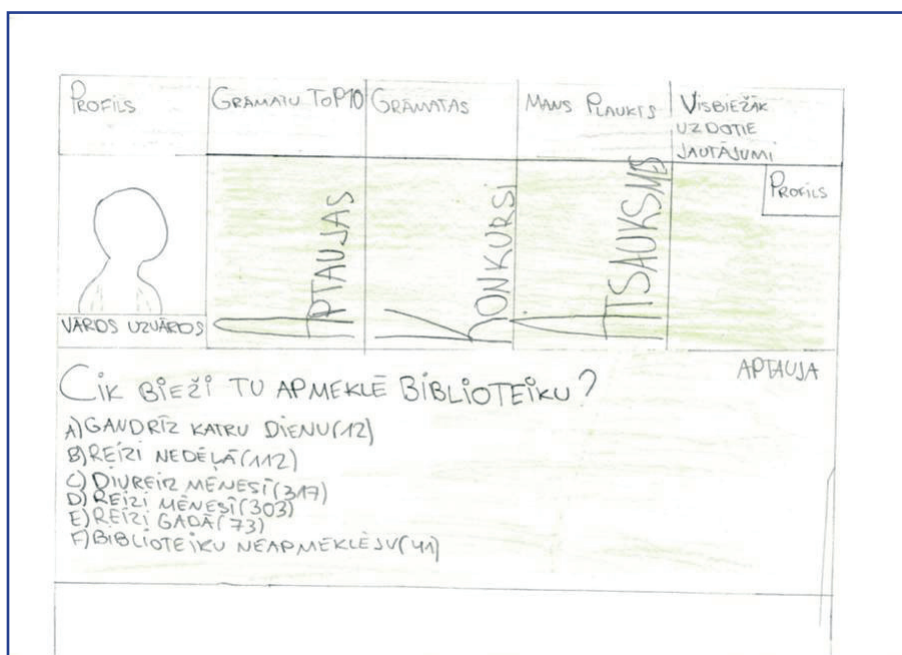 PROFILS
GRĀMATU TOP10
GRĀMATAS
MANS PLAUKTS
VISBIEŽĀK
UZDOTIE
JAUTĀJUMI
PROFILS
APTAUJAS
KONKURSI
ATSAUKSMES
VĀRDS UZVĀRDS
APTAUJA
CIK BIEŽI TU APMEKLĒ BIBLIOTEIKU?
A) GANDRĪZ KATRU DIENU(12)
B) REIZI NEDĒĻĀ(112)
C) DIVREIZ MĒNESĪ(317)
D) REIZI MĒNESĪ(303)
E) REIZI GADĀ(73)
F) BIBLIOTEIKU NEAPMEKLĒJU(41)